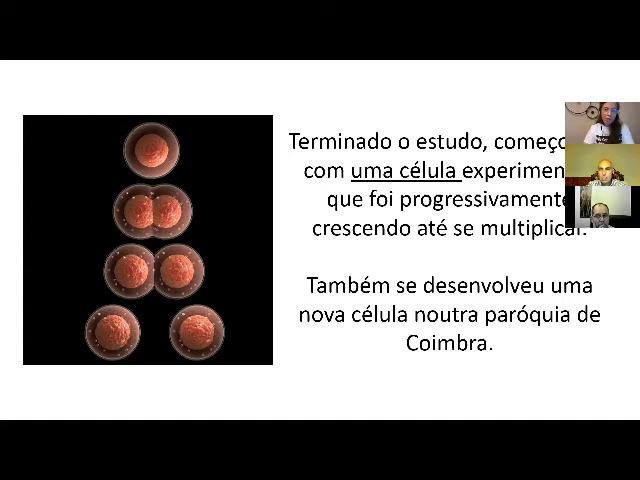 Terminado o estudo,
com uma célula
que foi progressivamente
crescendo até se multiplicar.
Também se desenvolveu uma
nova célula noutra paróquia de
Coimbra.